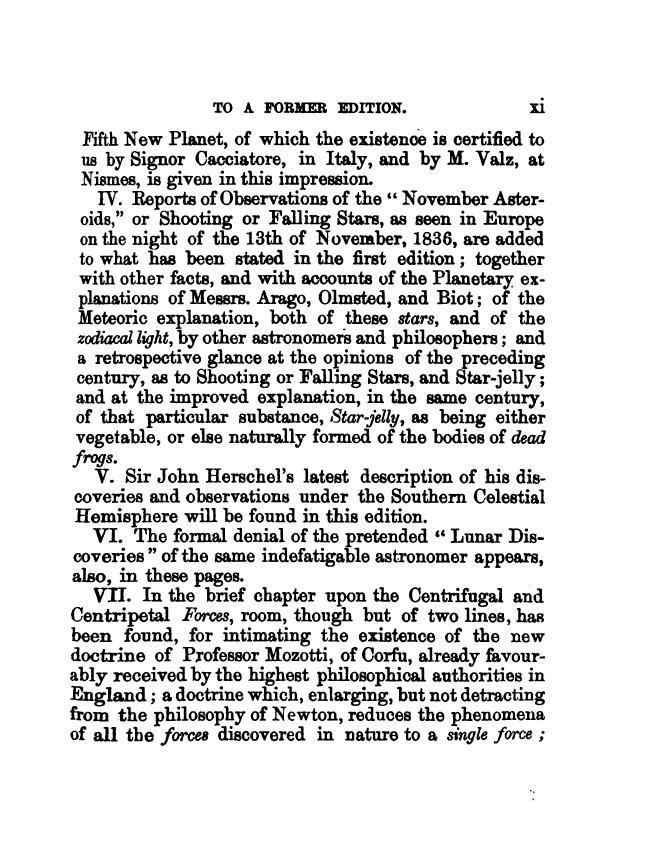 TO A FORMER EDITION. xi
Fifth New Planet, of which the existence is certified to
us by Signor Cacciatore, in Italy, and by M. Valz, at
Nismes, is given in this impression.
IV. Reports of Observations of the “ November Aster-
oids,” or Shooting or Falling Stars, as seen in Europe
on the night of the 13th of November, 1836, are added
to what has been stated in the first edition ; together
with other facts, and with accounts of the Planetary ex-
planations of Messrs. Arago, Olmsted, and Biot ; of the
Meteoric explanation, both of these stars, and of the
zodiacal light, by other astronomers and philosophers ; and
a retrospective glance at the opinions of the preceding
century, as to Shooting or Falling Stars, and Star-jelly ;
and at the improved explanation, in the same century,
of that particular substance, Star-jelly, as being either
vegetable, or else naturally formed of the bodies of dead
frogs.
V. Sir John Herschel’s latest description of his dis-
coveries and observations under the Southern Celestial
Hemisphere will be found in this edition.
VI. The formal denial of the pretended “ Lunar Dis-
coveries ” of the same indefatigable astronomer appears,
also, in these pages.
VII. In the brief chapter upon the Centrifugal and
Centripetal Forces, room, though but of two lines, has
been found, for intimating the existence of the new
doctrine of Professor Mozotti, of Corfu, already favour-
ably received by the highest philosophical authorities in
England ; a doctrine which, enlarging, but not detracting
from the philosophy of Newton, reduces the phenomena
of all the forces discovered in nature to a single force ;